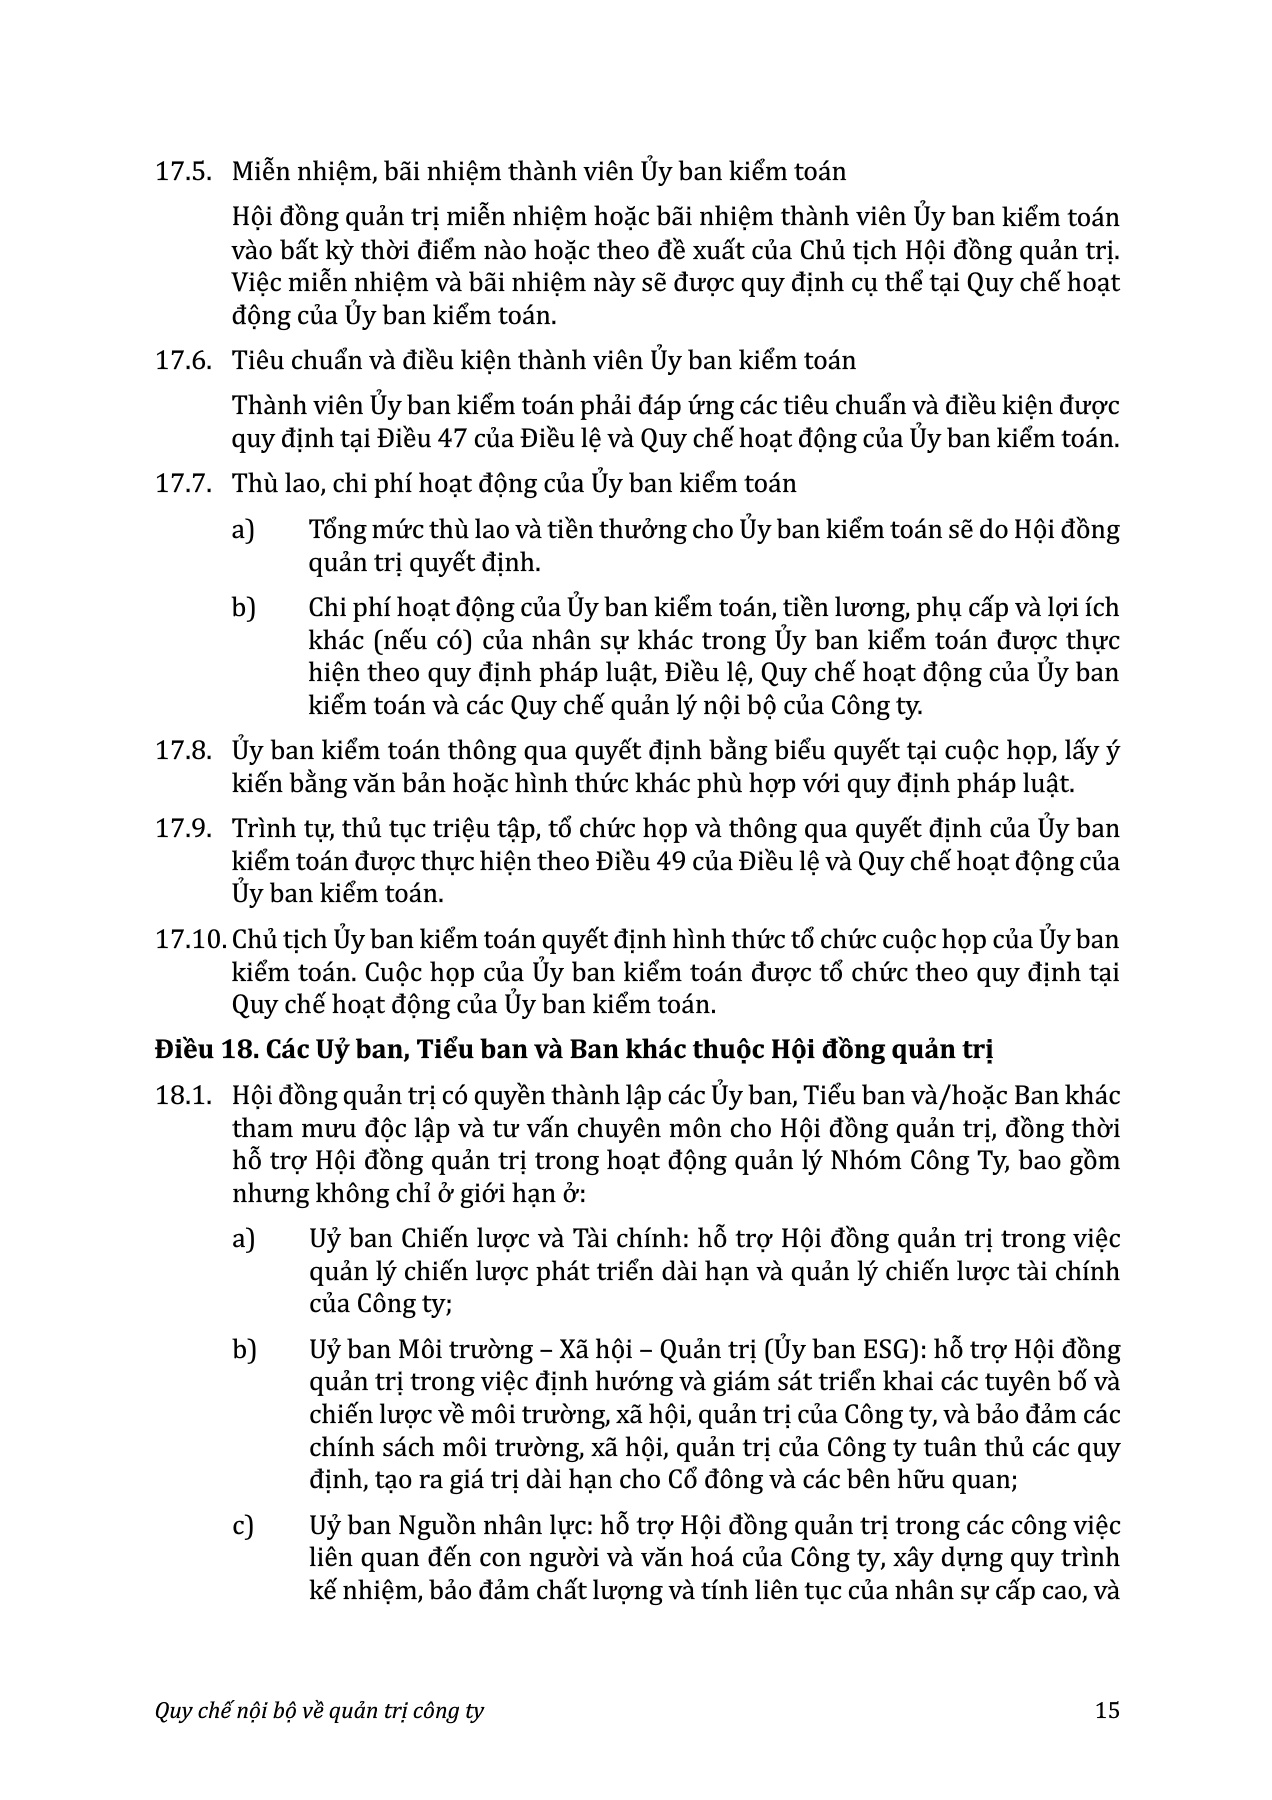 17.5. Miễn nhiệm, bãi nhiệm thành viên Ủy ban kiểm toán
Hội đồng quản trị miễn nhiệm hoặc bãi nhiệm thành viên Ủy ban kiểm toán
vào bất kỳ thời điểm nào hoặc theo đề xuất của Chủ tịch Hội đồng quản trị.
Việc miễn nhiệm và bãi nhiệm này sẽ được quy định cụ thể tại Quy chế hoạt
động của Ủy ban kiểm toán.
17.6. Tiêu chuẩn và điều kiện thành viên Ủy ban kiểm toán
Thành viên Ủy ban kiểm toán phải đáp ứng các tiêu chuẩn và điều kiện được
quy định tại Điều 47 của Điều lệ và Quy chế hoạt động của Ủy ban kiểm toán.
17.7. Thù lao, chi phí hoạt động của Ủy ban kiểm toán
a) Tổng mức thù lao và tiền thưởng cho Ủy ban kiểm toán sẽ do Hội đồng
quản trị quyết định.
b) Chi phí hoạt động của Ủy ban kiểm toán, tiền lương, phụ cấp và lợi ích
khác (nếu có) của nhân sự khác trong Ủy ban kiểm toán được thực
hiện theo quy định pháp luật, Điều lệ, Quy chế hoạt động của Ủy ban
kiểm toán và các Quy chế quản lý nội bộ của Công ty.
17.8. Ủy ban kiểm toán thông qua quyết định bằng biểu quyết tại cuộc họp, lấy ý
kiến bằng văn bản hoặc hình thức khác phù hợp với quy định pháp luật.
17.9. Trình tự, thủ tục triệu tập, tổ chức họp và thông qua quyết định của Ủy ban
kiểm toán được thực hiện theo Điều 49 của Điều lệ và Quy chế hoạt động của
Ủy ban kiểm toán.
17.10. Chủ tịch Ủy ban kiểm toán quyết định hình thức tổ chức cuộc họp của Ủy ban
kiểm toán. Cuộc họp của Ủy ban kiểm toán được tổ chức theo quy định tại
Quy chế hoạt động của Ủy ban kiểm toán.
Điều 18. Các Uỷ ban, Tiểu ban và Ban khác thuộc Hội đồng quản trị
18.1. Hội đồng quản trị có quyền thành lập các Ủy ban, Tiểu ban và/hoặc Ban khác
tham mưu độc lập và tư vấn chuyên môn cho Hội đồng quản trị, đồng thời
hỗ trợ Hội đồng quản trị trong hoạt động quản lý Nhóm Công Ty, bao gồm
nhưng không chỉ ở giới hạn ở:
a) Uỷ ban Chiến lược và Tài chính: hỗ trợ Hội đồng quản trị trong việc
quản lý chiến lược phát triển dài hạn và quản lý chiến lược tài chính
của Công ty;
b) Uỷ ban Môi trường – Xã hội – Quản trị (Ủy ban ESG): hỗ trợ Hội đồng
quản trị trong việc định hướng và giám sát triển khai các tuyên bố và
chiến lược về môi trường, xã hội, quản trị của Công ty, và bảo đảm các
chính sách môi trường, xã hội, quản trị của Công ty tuân thủ các quy
định, tạo ra giá trị dài hạn cho Cổ đông và các bên hữu quan;
c) Uỷ ban Nguồn nhân lực: hỗ trợ Hội đồng quản trị trong các công việc
liên quan đến con người và văn hoá của Công ty, xây dựng quy trình
kế nhiệm, bảo đảm chất lượng và tính liên tục của nhân sự cấp cao, và
Quy chế nội bộ về quản trị công ty 15